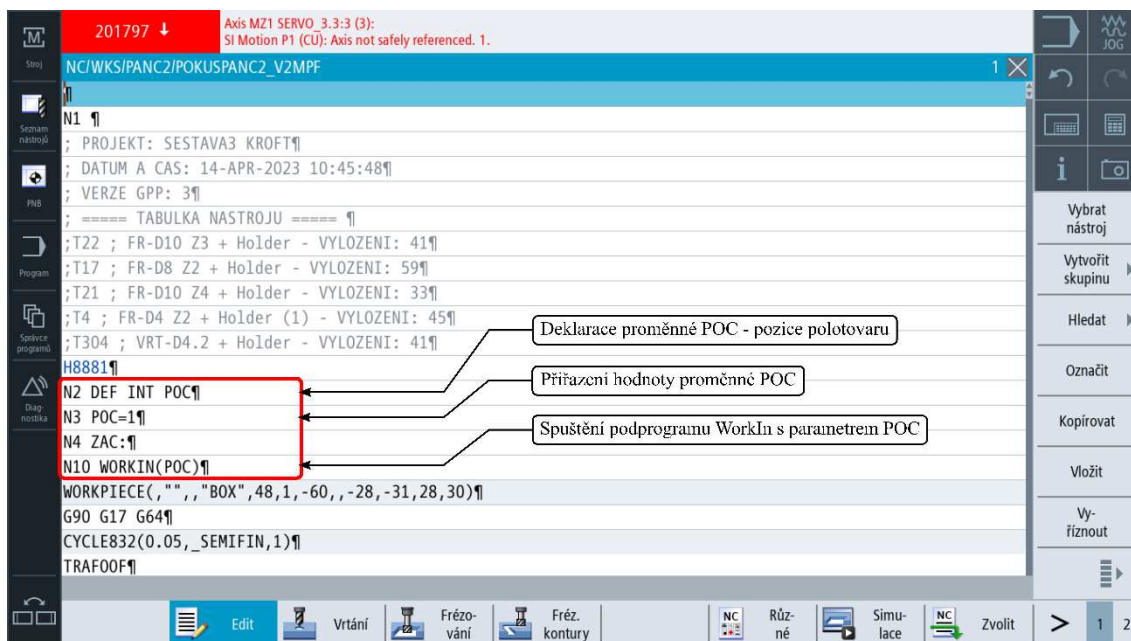 201797 ↓
Axis MZ1 SERVO_3.3:3 (3):
SI Motion P1 (CU): Axis not safely referenced. 1.
M
Stroj
JOG
NC/WKS/PANC2/POKUSPANC2_V2MPF 1
¶
N1 ¶
; PROJEKT: SESTAVA3 KROFT¶
; DATUM A CAS: 14-APR-2023 10:45:48¶
; VERZE GPP: 3¶
; ===== TABULKA NASTROJU ===== ¶
;T22 ; FR-D10 Z3 + Holder - VYLOZENI: 41¶
;T17 ; FR-D8 Z2 + Holder - VYLOZENI: 59¶
;T21 ; FR-D10 Z4 + Holder - VYLOZENI: 33¶
;T4 ; FR-D4 Z2 + Holder (1) - VYLOZENI: 45¶
;T304 ; VRT-D4.2 + Holder - VYLOZENI: 41¶
H8881¶
N2 DEF INT POC¶
N3 POC=1¶
N4 ZAC:¶
N10 WORKIN(POC)¶
WORKPIECE(,"",,"BOX",48,1,-60,,-28,-31,28,30)¶
G90 G17 G64¶
CYCLE832(0.05,_SEMIFIN,1)¶
TRAFOOF¶
Deklarace proměnné POC - pozice polotovaru
Přiřazení hodnoty proměnné POC
Spuštění podprogramu WorkIn s parametrem POC
Seznam
nástrojů
PNB
Program
Správce
programů
Diag-
nostika
i
Vybrat
nástroj
Vytvořit
skupinu
Hledat
Označit
Kopírovat
Vložit
Vy-
říznout
Edit
Vrtání
Frézo-
vání
Fréz.
kontury
NC
Růz-
né
Simu-
lace
NC
Zvolit
> 1 2